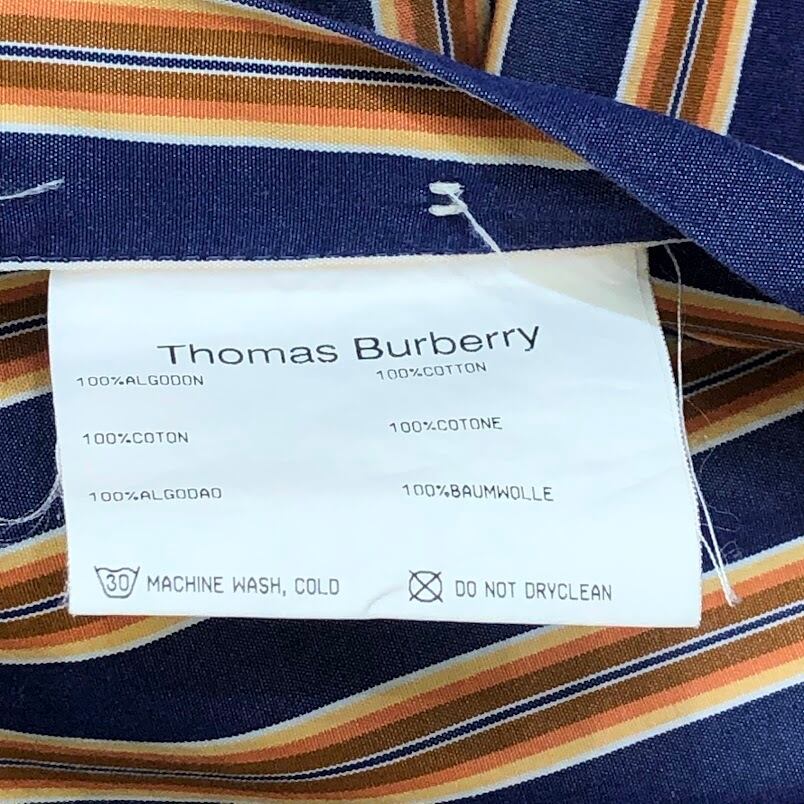 Thomas Burberry
100%ALGODON 100%COTTON
100%COTON 100%COTONE
100%ALGODAO 100%BAUMWOLLE
30 MACHINE WASH, COLD DO NOT DRYCLEAN